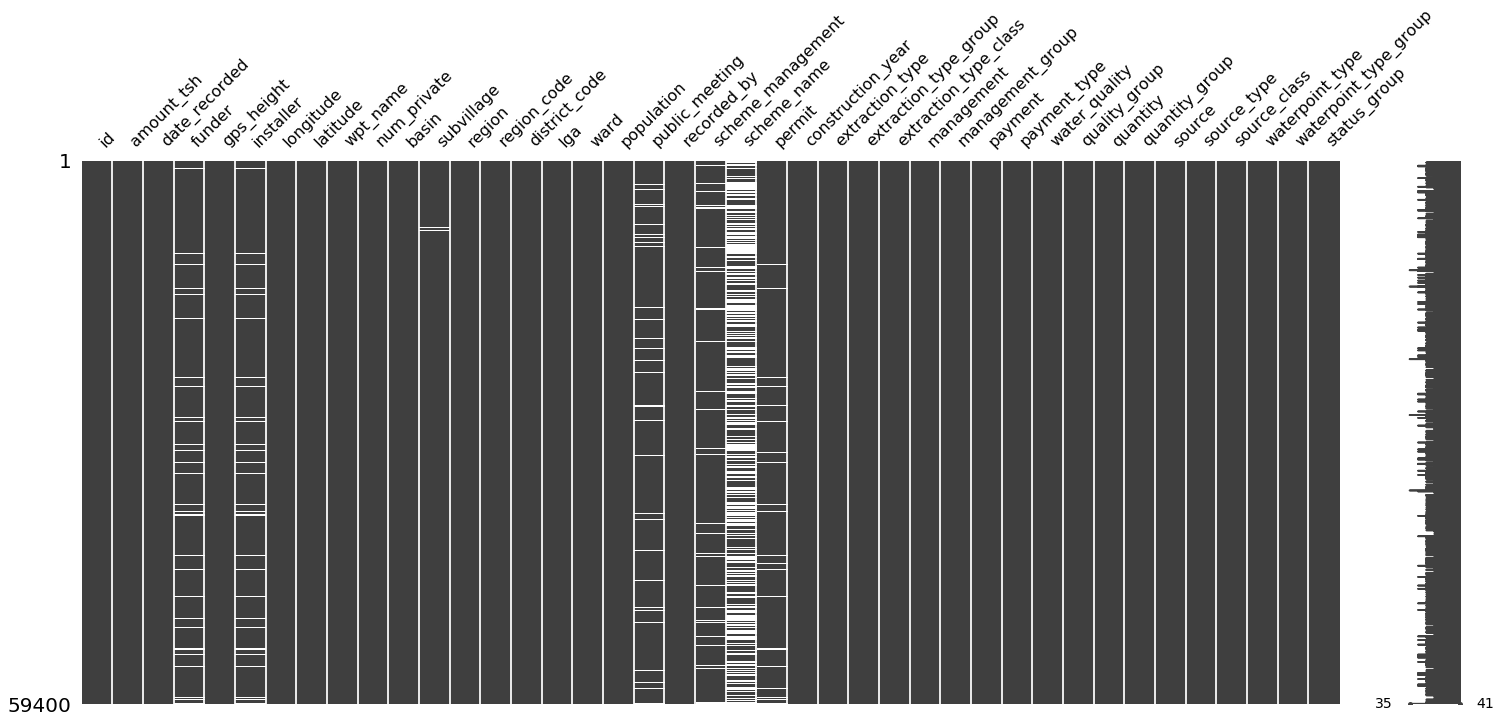 id
amount_tsh
date_recorded
funder
gps_height
installer
longitude
latitude
wpt_name
num_private
basin
subvillage
region
region_code
district_code
lga
ward
population
public_meeting
recorded_by
scheme_management
scheme_name
permit
construction_year
extraction_type
extraction_type_group
extraction_type_class
management
management_group
payment
payment_type
water_quality
quality_group
quantity
quantity_group
source
source_type
source_class
waterpoint_type
waterpoint_type_group
status_group
1
59400
35
41